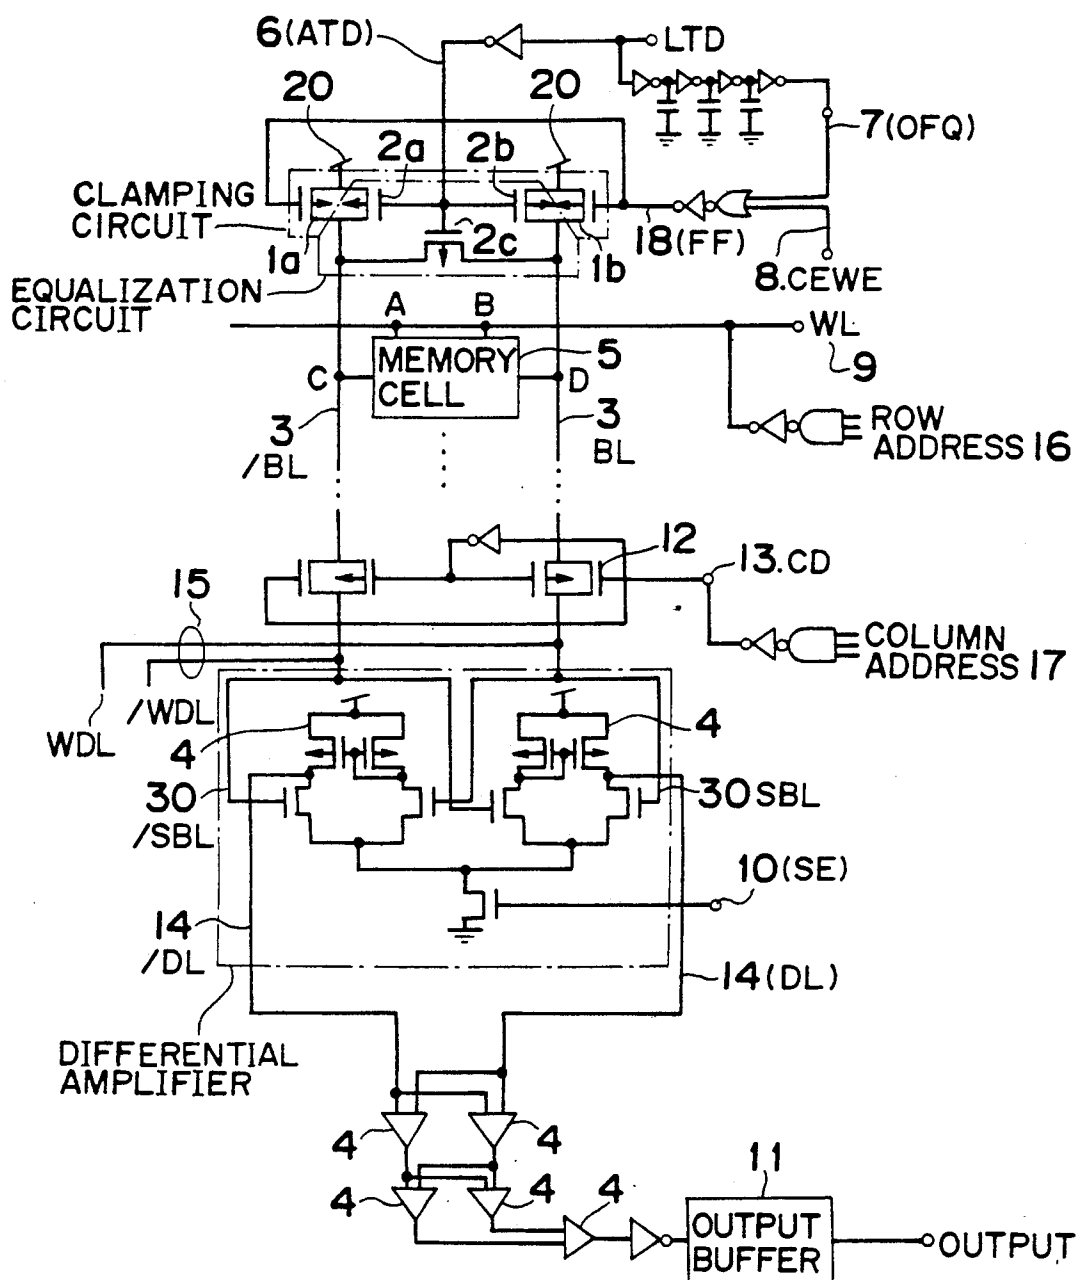 6(ATD)
LTD
20
20
7(OFQ)
2a
2b
CLAMPING
CIRCUIT
2c
18(FF)
1a
1b
8.CEWE
EQUALIZATION
CIRCUIT
A
B
WL
9
MEMORY
CELL
5
C
D
3
/BL
3
BL
ROW
ADDRESS 16
12
13.CD
15
COLUMN
ADDRESS 17
/WDL
WDL
4
4
30
/SBL
30 SBL
10(SE)
14
/DL
14(DL)
DIFFERENTIAL
AMPLIFIER
4
4
4
4
4
11
OUTPUT
BUFFER
OUTPUT